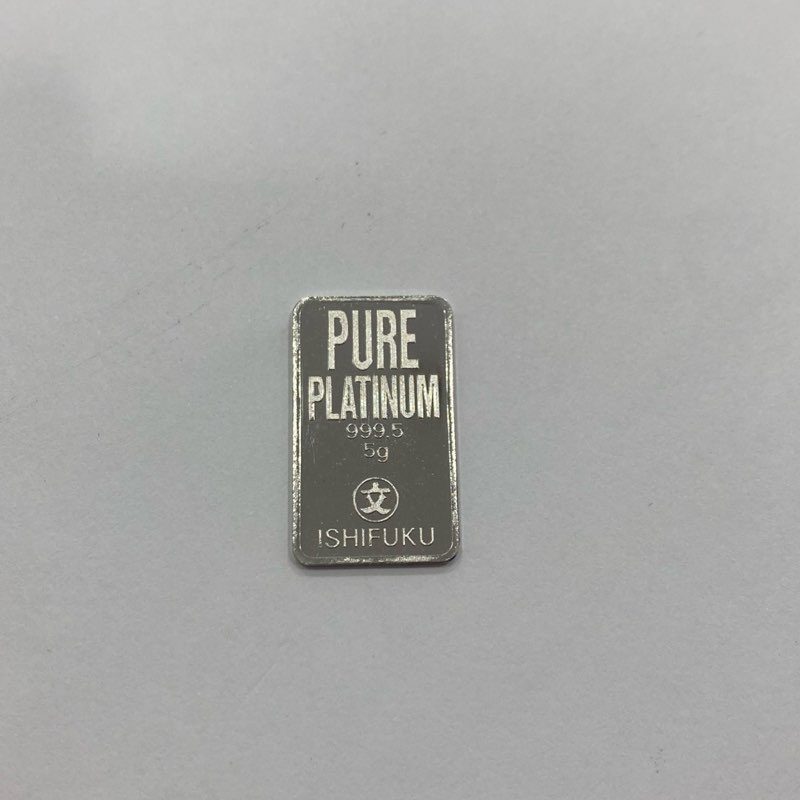 PURE
PLATINUM
999.5
5g
文
ISHIFUKU